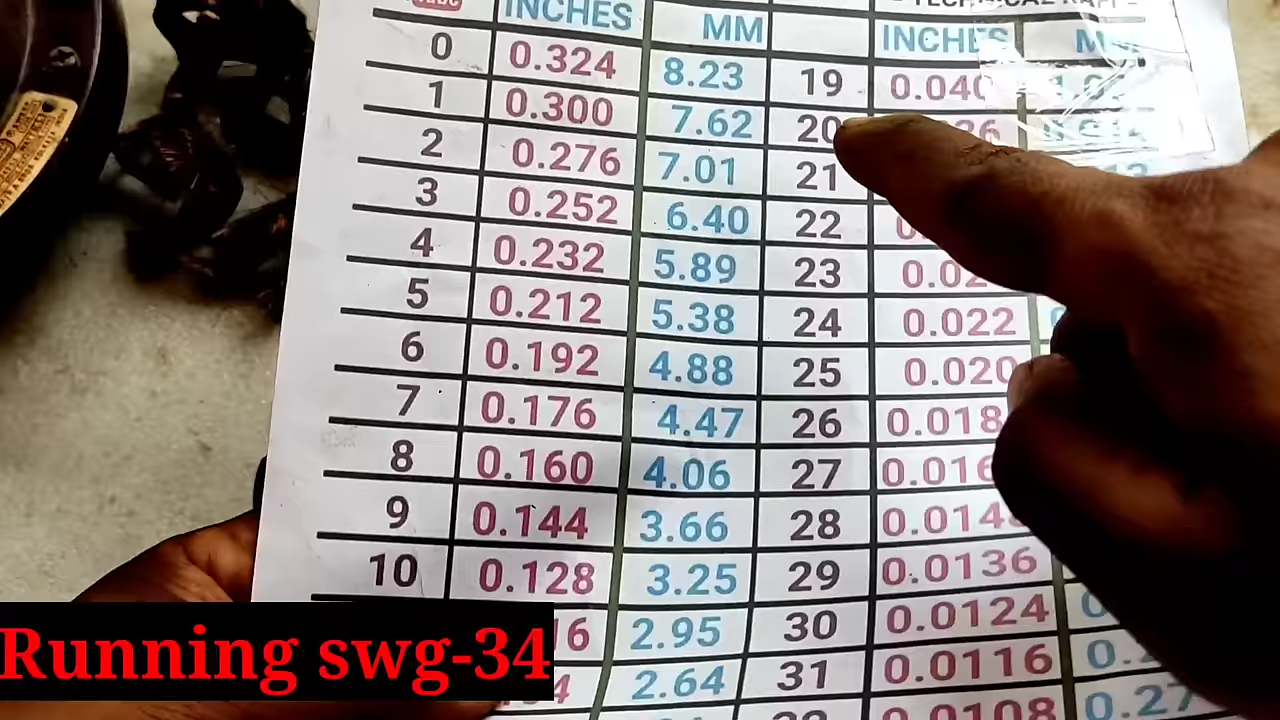 INCHES MM INCHES
0 0.324 8.23 19 0.040
1 0.300 7.62 20
2 0.276 7.01 21
3 0.252 6.40 22
4 0.232 5.89 23
5 0.212 5.38 24 0.022
6 0.192 4.88 25 0.020
7 0.176 4.47 26 0.018
8 0.160 4.06 27
9 0.144 3.66 28
10 0.128 3.25 29 0.0136
2.95 30 0.0124
2.64 31 0.0116
0.0108
Running swg-34